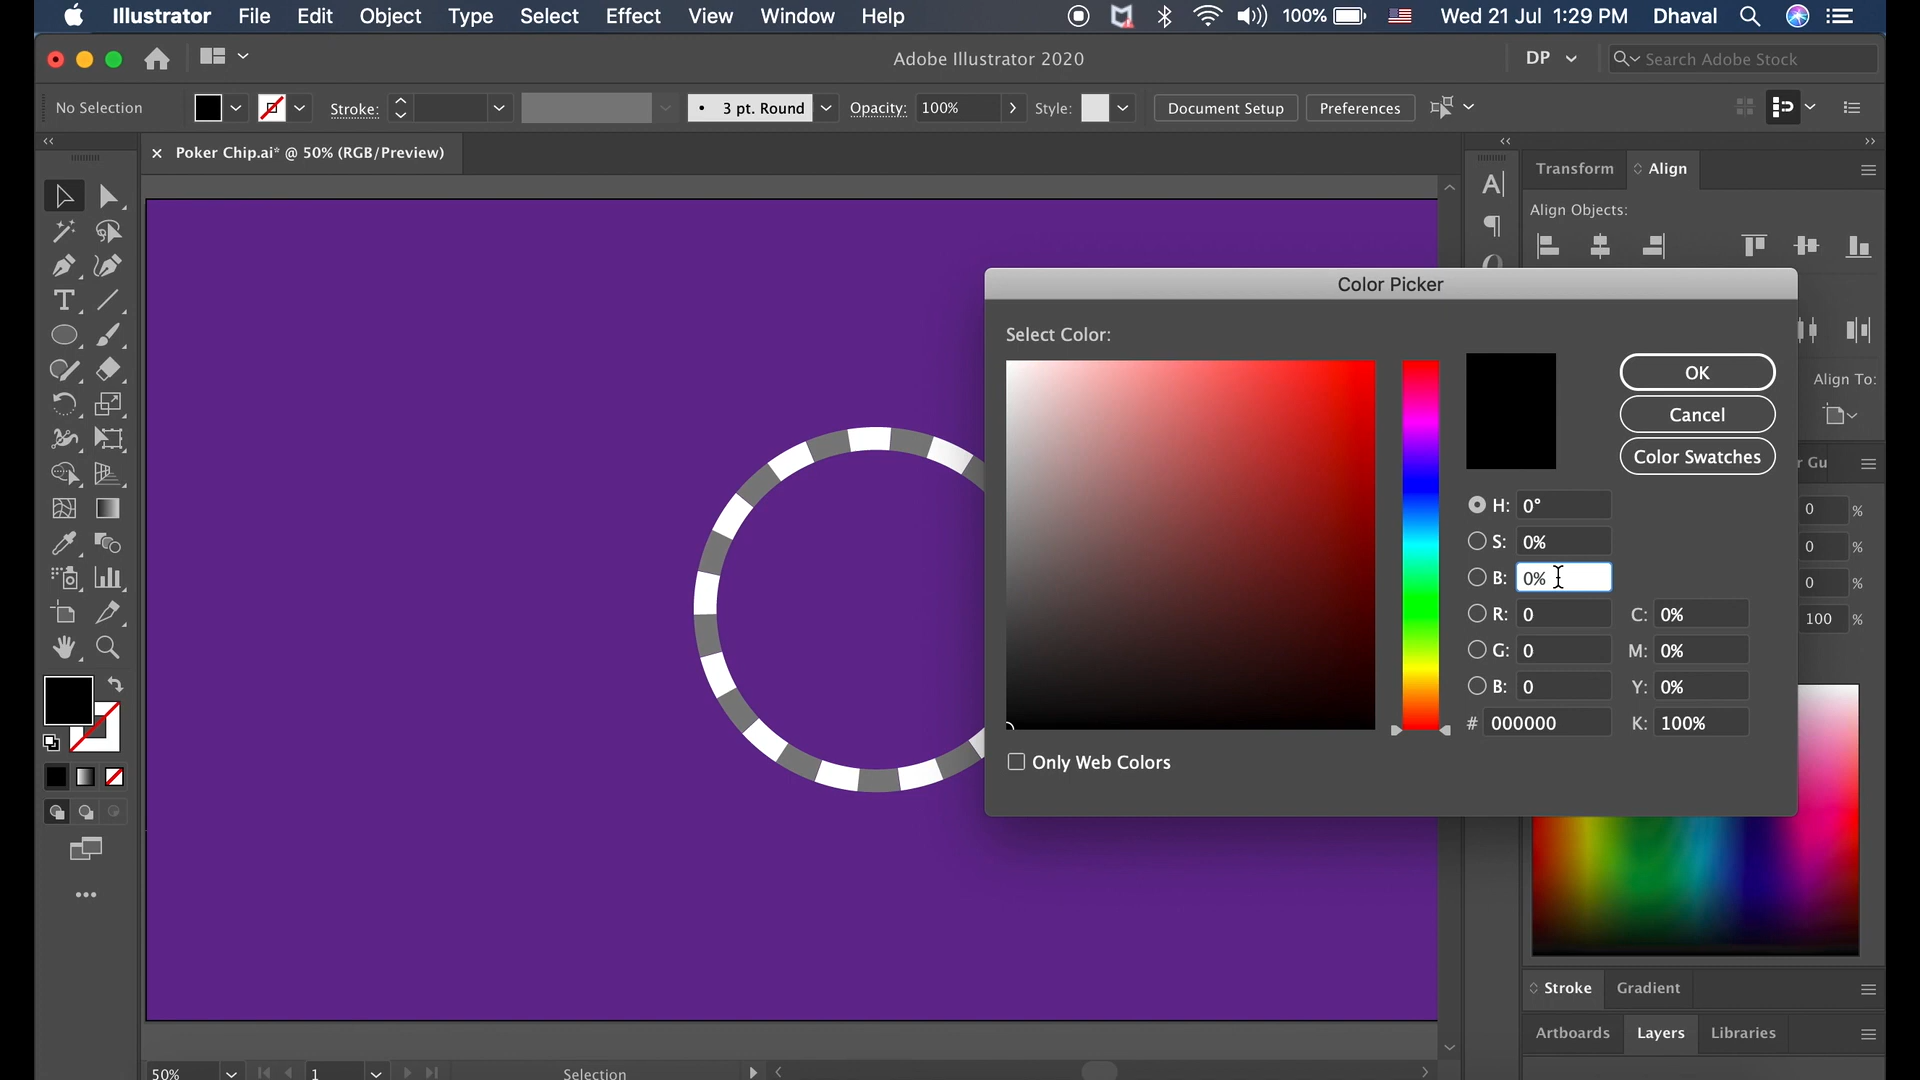 Illustrator File Edit Object Type Select Effect View Window Help 100% Wed 21 Jul 1:29 PM Dhaval
Adobe Illustrator 2020 DP Search Adobe Stock
No Selection Stroke: • 3 pt. Round Opacity: 100% Style: Document Setup Preferences
× Poker Chip.ai* @ 50% (RGB/Preview)
Transform Align
Align Objects:
Color Picker
Select Color:
OK
Align To:
Cancel
Color Swatches
r Gu
H: 0°
0 %
S: 0%
0 %
B: 0%
0 %
R: 0 C: 0%
100 %
G: 0 M: 0%
B: 0 Y: 0%
# 000000 K: 100%
Only Web Colors
Stroke Gradient
Artboards Layers Libraries
50% 1 Selection